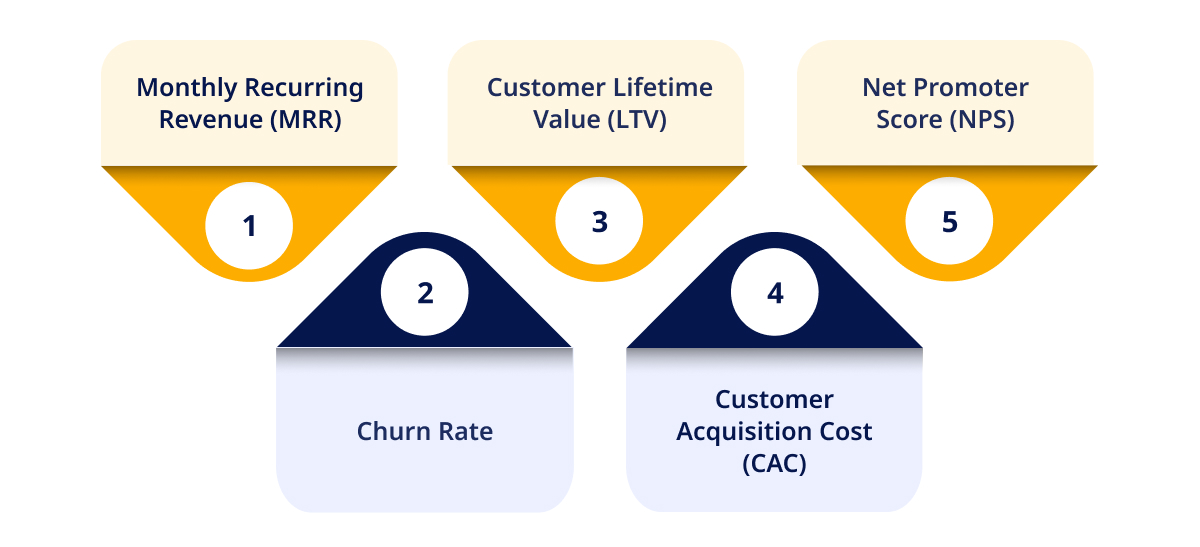 Monthly Recurring
Revenue (MRR)
1
2
Churn Rate
Customer Lifetime
Value (LTV)
3
4
Customer
Acquisition Cost
(CAC)
Net Promoter
Score (NPS)
5